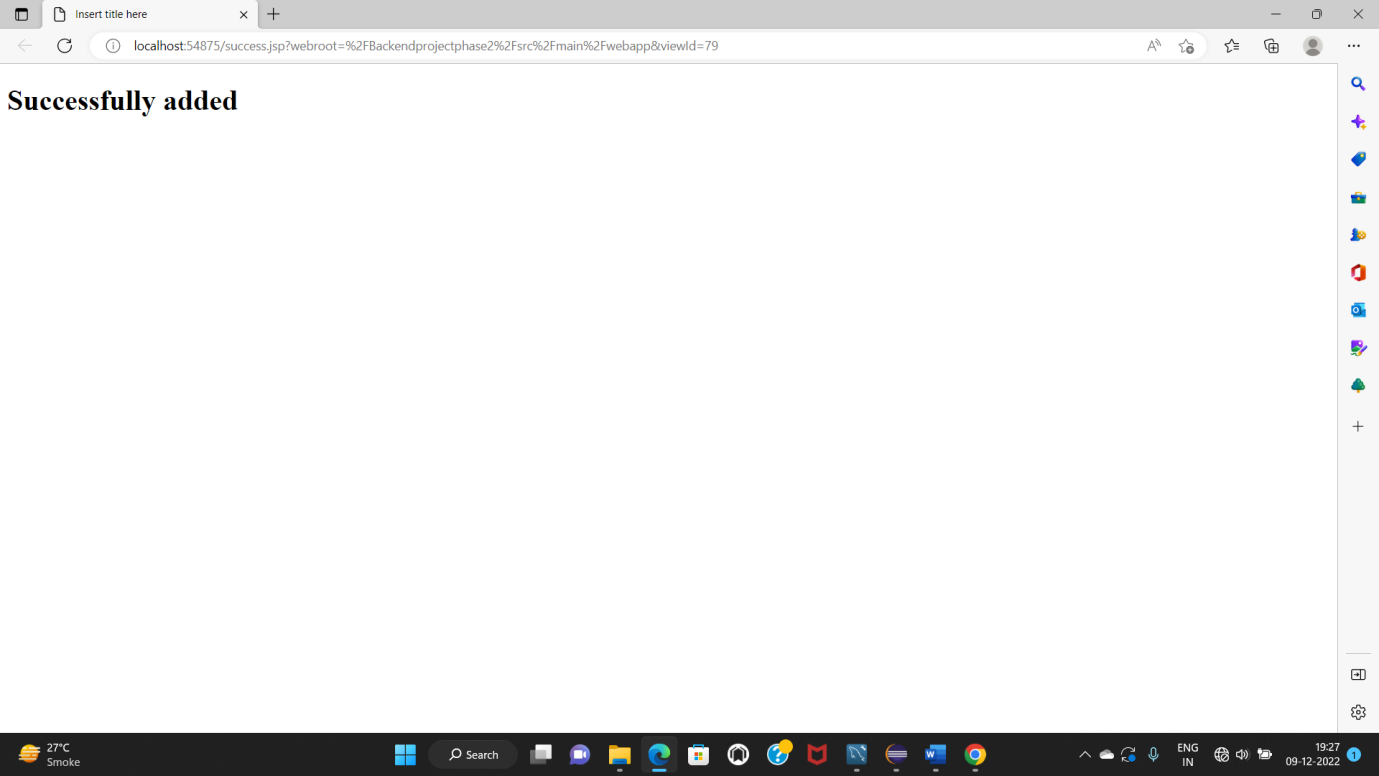 Insert title here
localhost:54875/success.jsp?webroot=%2FBackendprojectphase2%2Fsrc%2Fmain%2Fwebapp&viewId=79
Successfully added
27°C
Smoke
Search
ENG
IN
19:27
09-12-2022
1